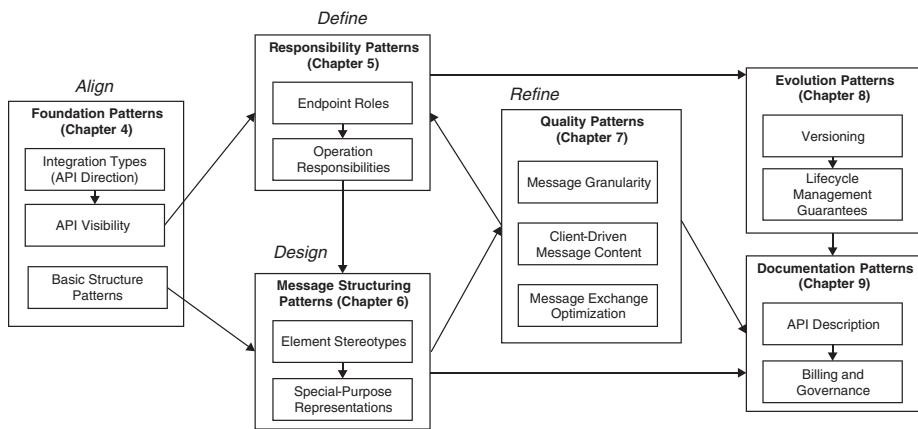 Align
Foundation Patterns
(Chapter 4)
Integration Types
(API Direction)
API Visibility
Basic Structure
Patterns
Define
Responsibility Patterns
(Chapter 5)
Endpoint Roles
Operation
Responsibilities
Design
Message Structuring
Patterns (Chapter 6)
Element Stereotypes
Special-Purpose
Representations
Refine
Quality Patterns
(Chapter 7)
Message Granularity
Client-Driven
Message Content
Message Exchange
Optimization
Evolution Patterns
(Chapter 8)
Versioning
Lifecycle
Management
Guarantees
Documentation Patterns
(Chapter 9)
API Description
Billing and
Governance